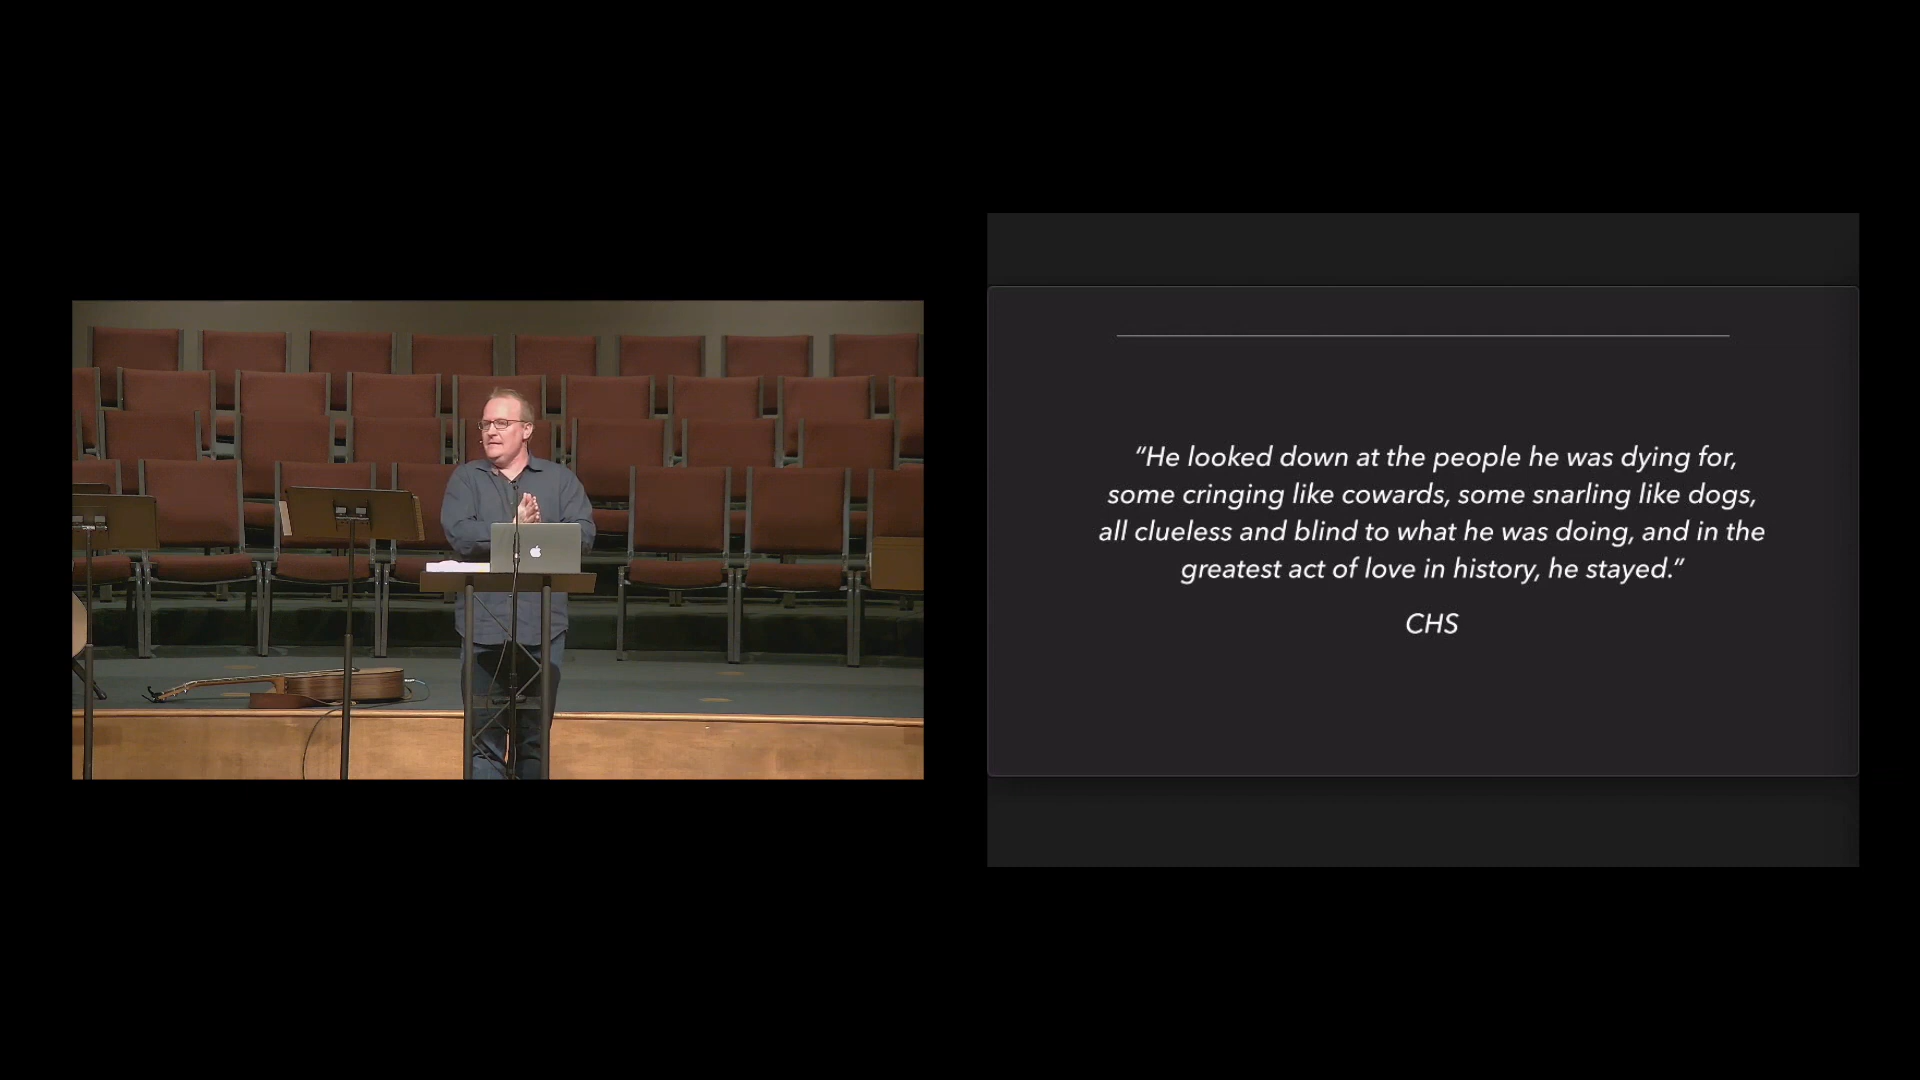 “He looked down at the people he was dying for,
some cringing like cowards, some snarling like dogs,
all clueless and blind to what he was doing, and in the
greatest act of love in history, he stayed.”
CHS